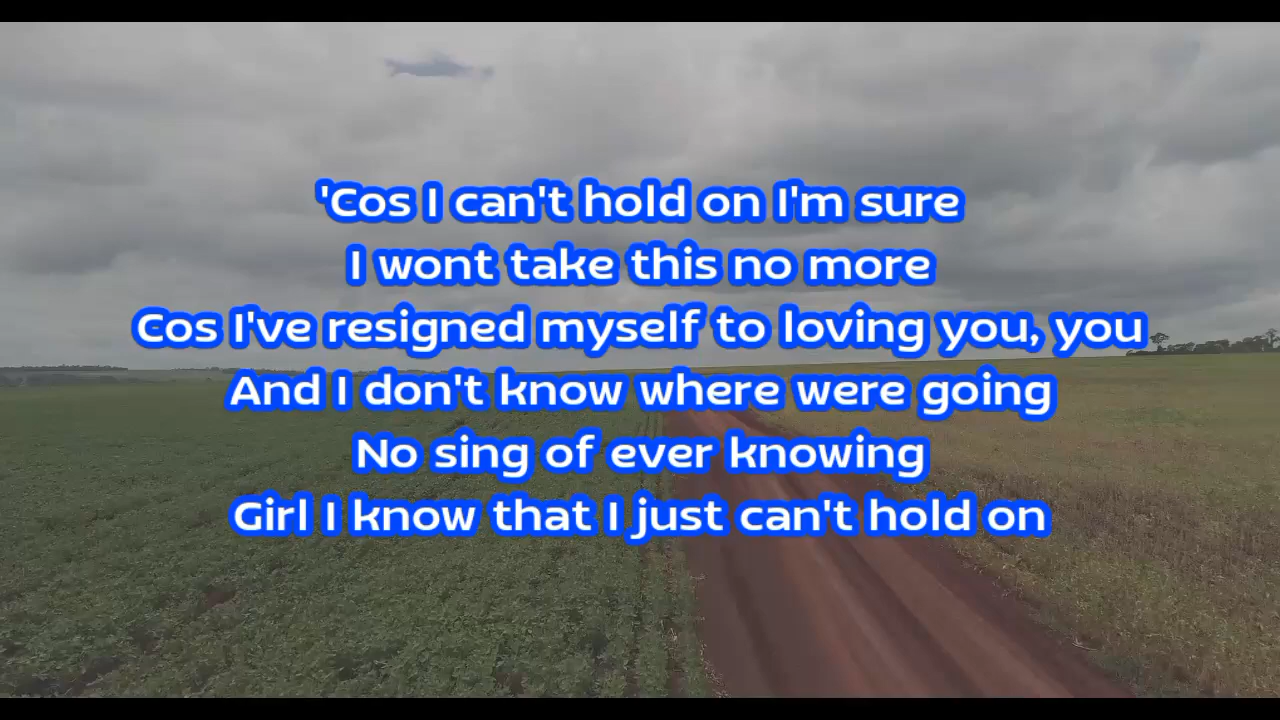 'Cos I can't hold on I'm sure
I wont take this no more
Cos I've resigned myself to loving you, you
And I don't know where were going
No sing of ever knowing
Girl I know that I just can't hold on